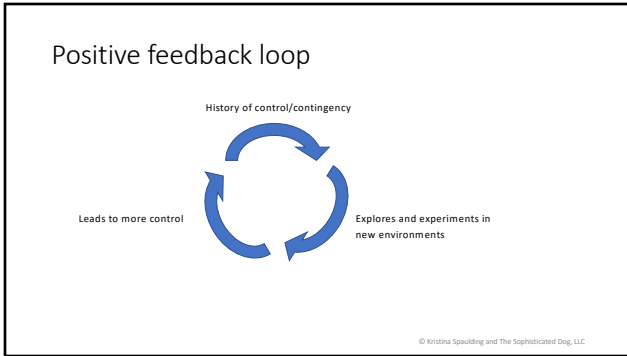 Positive feedback loop
History of control/contingency
Leads to more control
Explores and experiments in
new environments
© Kristina Spaulding and The Sophisticated Dog, LLC